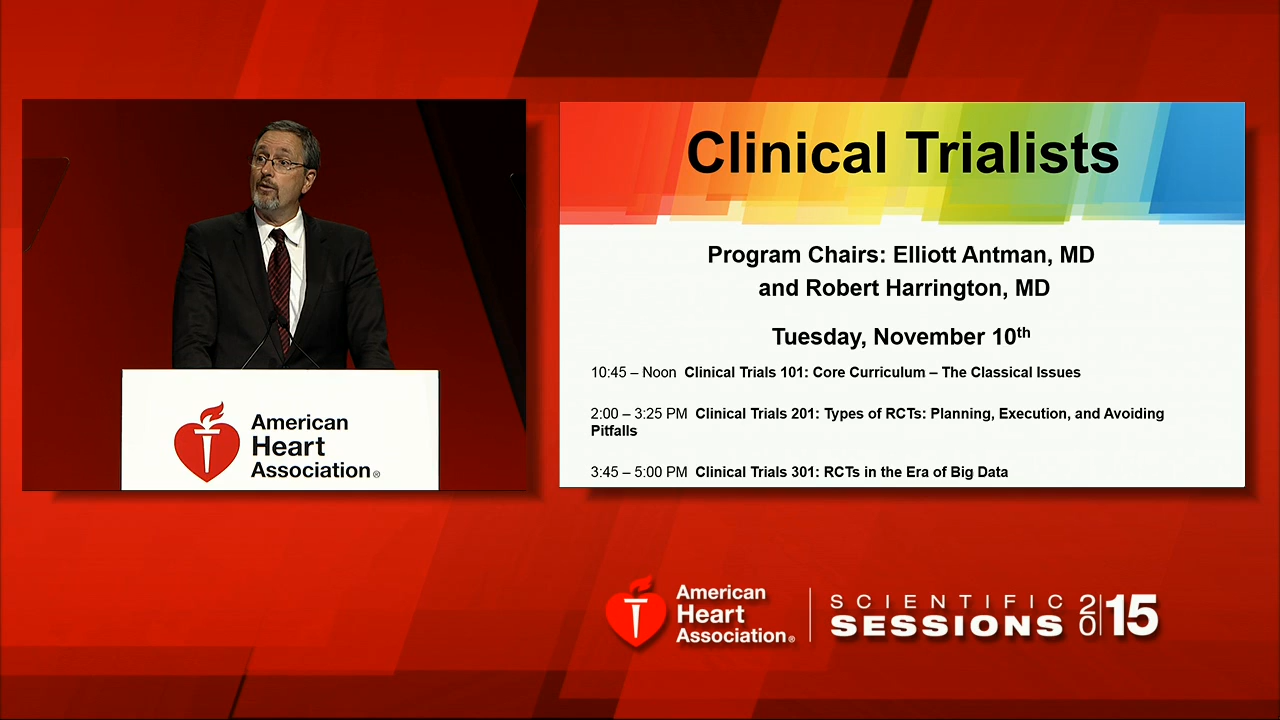 Clinical Trialists
Program Chairs: Elliott Antman, MD
and Robert Harrington, MD
Tuesday, November 10th
10:45 – Noon Clinical Trials 101: Core Curriculum – The Classical Issues
2:00 – 3:25 PM Clinical Trials 201: Types of RCTs: Planning, Execution, and Avoiding
Pitfalls
3:45 – 5:00 PM Clinical Trials 301: RCTs in the Era of Big Data
American
Heart
Association®
American
Heart
Association®
SCIENTIFIC
SESSIONS 2015